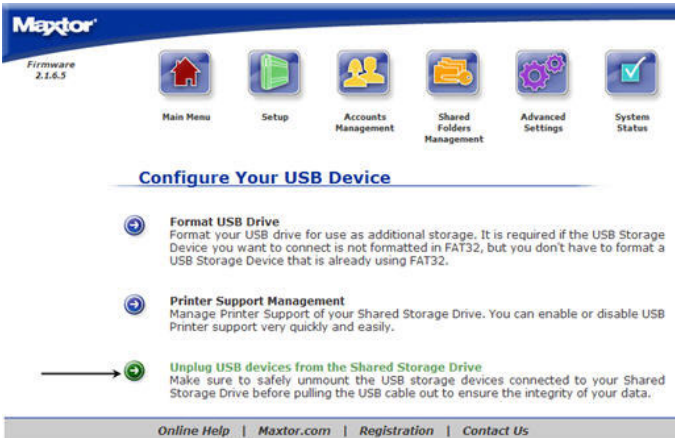 Maxtor
Firmware
2.1.6.5
Main Menu
Setup
Accounts
Management
Shared
Folders
Management
Advanced
Settings
System
Status
Configure Your USB Device
Format USB Drive
Format your USB drive for use as additional storage. It is required if the USB Storage
Device you want to connect is not formatted in FAT32, but you don't have to format a
USB Storage Device that is already using FAT32.
Printer Support Management
Manage Printer Support of your Shared Storage Drive. You can enable or disable USB
Printer support very quickly and easily.
Unplug USB devices from the Shared Storage Drive
Make sure to safely unmount the USB storage devices connected to your Shared
Storage Drive before pulling the USB cable out to ensure the integrity of your data.
Online Help | Maxtor.com | Registration | Contact Us